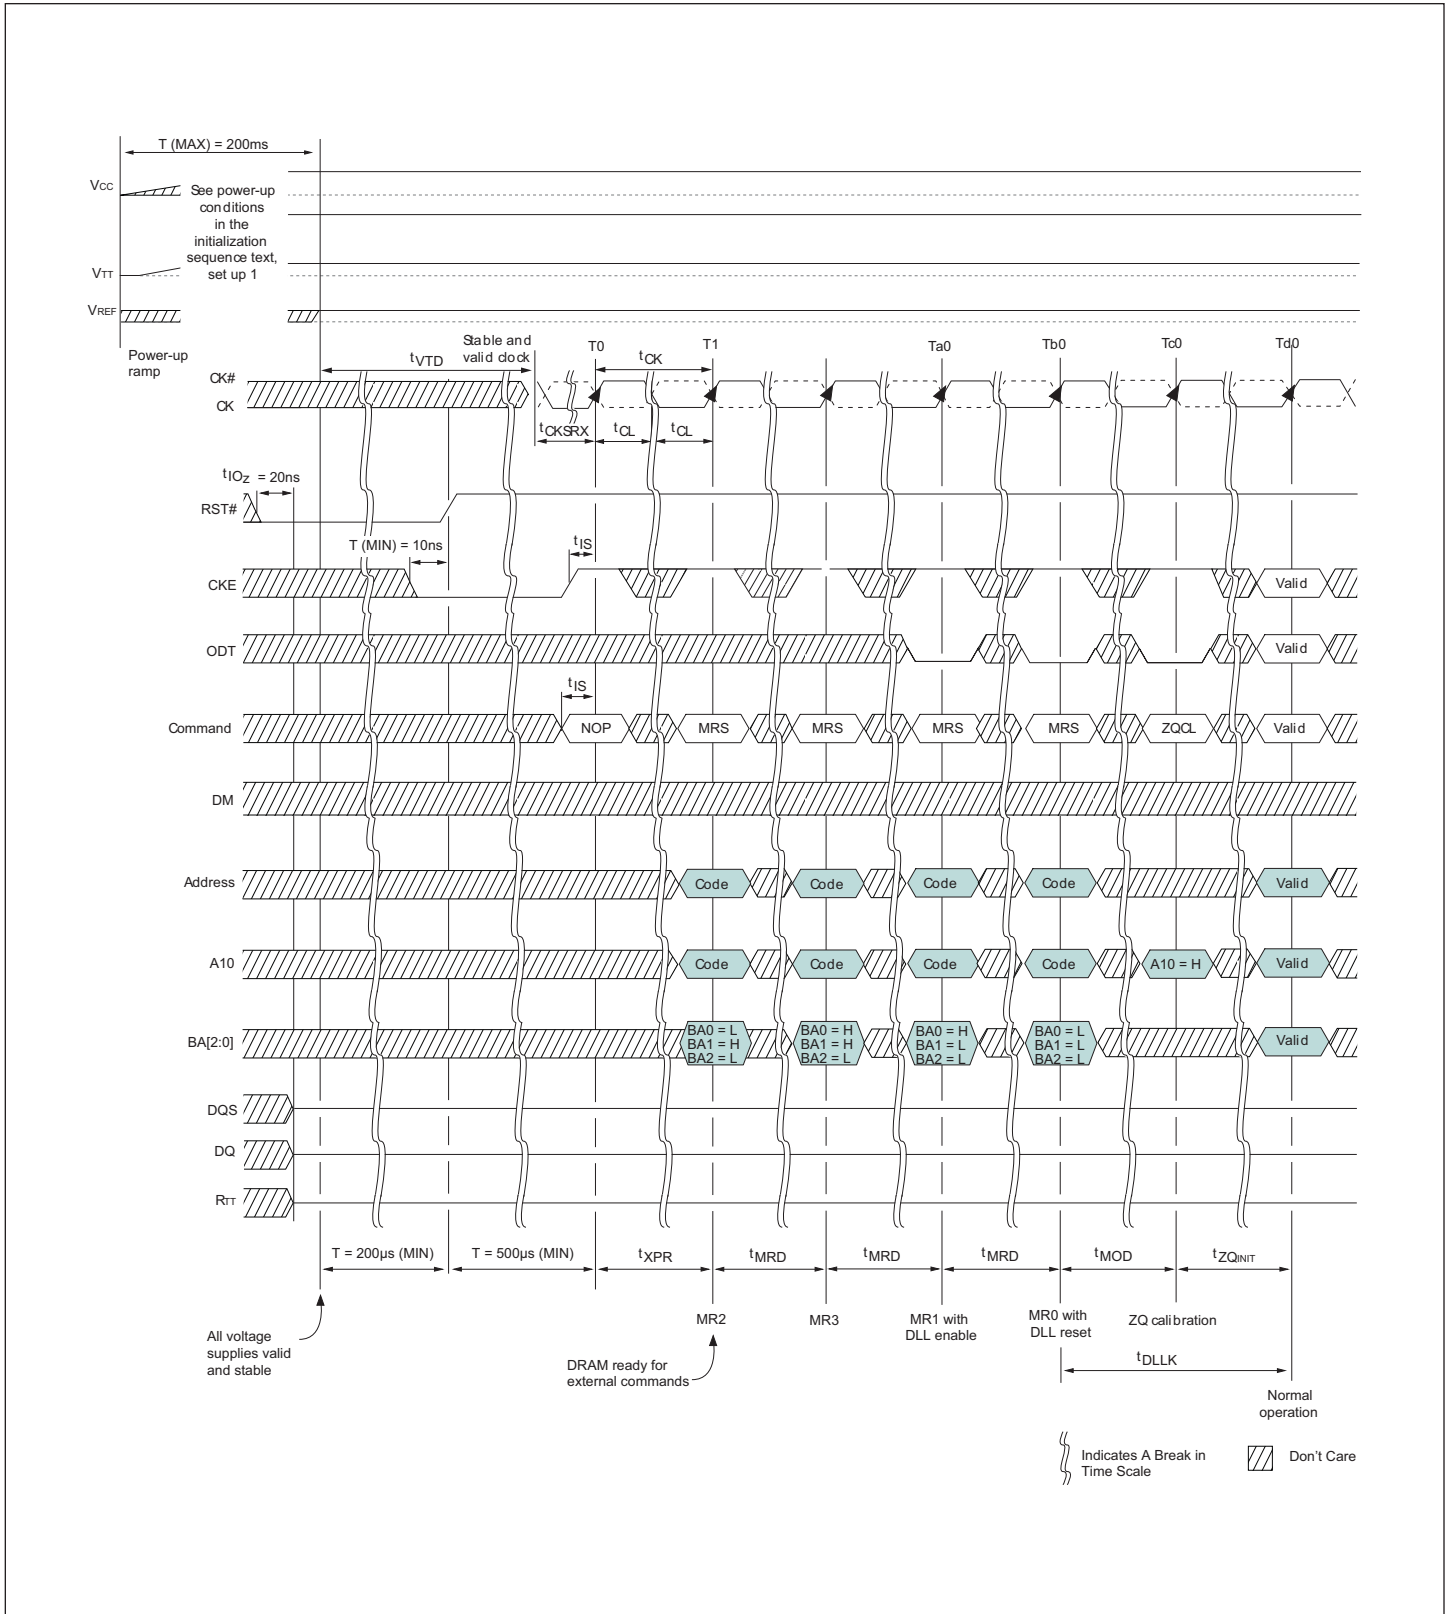 T (MAX) = 200ms
VCC
See power-up
conditions
in the
initialization
sequence text,
set up 1
VTT
VREF
Power-up
ramp
tVTD
Stable and
valid clock
T0
tCK
T1
Ta0
Tb0
Tc0
Td0
CK#
CK
tCKSRX
tCL
tCL
tIOz = 20ns
RST#
T (MIN) = 10ns
tIS
CKE
Valid
ODT
Valid
tIS
Command
NOP
MRS
MRS
MRS
MRS
ZQCL
Valid
DM
Address
Code
Code
Code
Code
Valid
A10
Code
Code
Code
Code
A10 = H
Valid
BA[2:0]
BA0 = L
BA1 = H
BA2 = L
BA0 = H
BA1 = H
BA2 = L
BA0 = H
BA1 = L
BA2 = L
BA0 = L
BA1 = L
BA2 = L
Valid
DQS
DQ
RTT
T = 200µs (MIN)
T = 500µs (MIN)
tXPR
tMRD
tMRD
tMRD
tMOD
tZQINIT
All voltage
supplies valid
and stable
MR2
MR3
MR1 with
DLL enable
MR0 with
DLL reset
ZQ calibration
DRAM ready for
external commands
tDLLK
Normal
operation
Indicates A Break in
Time Scale
Don't Care